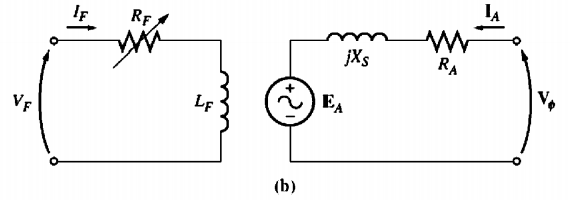 I_F
R_F
I_A
jX_S
R_A
V_F
L_F
+
−
E_A
V_ϕ
(b)